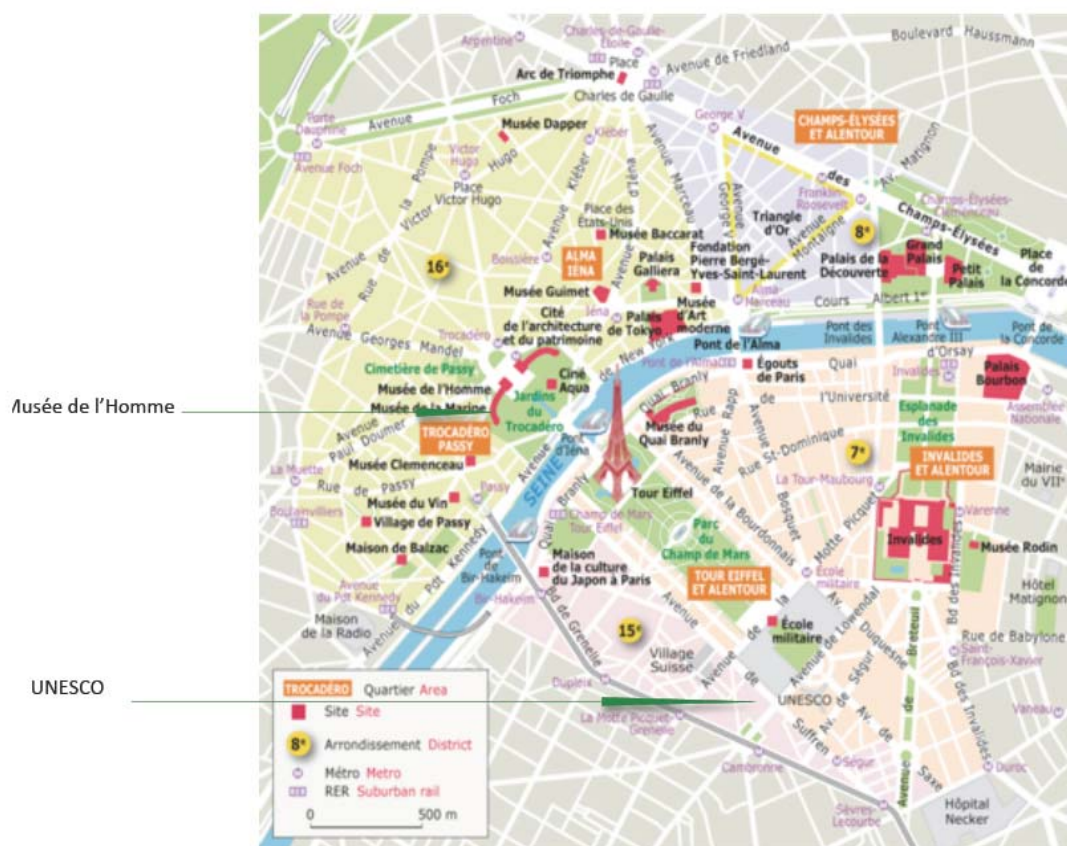 Arc de Triomphe
Argentine
Charles-de-Gaulle-
Étoile
Place
Charles de Gaulle
Avenue de Friedland
Boulevard Haussmann
Avenue
Foch
Porte
Dauphine
Avenue Foch
Musée Dapper
Victor
Hugo
Place
Victor Hugo
Avenue
Victor
Hugo
Rue de
la
Pompe
Kléber
Avenue
Kléber
Avenue
d'Iéna
Avenue Marceau
George V
Avenue
George V
Avenue
des
Champs-Élysées
CHAMPS-ÉLYSÉES
ET ALENTOUR
Av. Matignon
Franklin-
Roosevelt
Champs-Élysées-
Clemenceau
Triangle
d'Or
Avenue
Montaigne
8e
Place des
États-Unis
Musée Baccarat
Fondation
Pierre Bergé-
Yves-Saint-Laurent
Palais de la
Découverte
Grand
Palais
Petit
Palais
Place
de
la Concorde
16e
Boissière
ALMA
IÉNA
Palais
Galliera
Musée Guimet
Iéna
Alma-
Marceau
Cours
Albert 1er
Rue de
la Pompe
Avenue Georges Mandel
Trocadéro
Cité
de l'architecture
et du patrimoine
Palais
de Tokyo
Musée
d'Art
moderne
de New York
Pont de l'Alma
Pont de l'Alma
Pont des
Invalides
Pont
Alexandre III
Pont de
la Concorde
Cimetière de Passy
Ciné
Aqua
Égouts
de Paris
Quai
d'Orsay
Invalides
Palais
Bourbon
Musée de l'Homme
Musée de l'Homme
Musée de la Marine
Jardins
du
Trocadéro
Quai Branly
Rue
de
l'Université
Assemblée
Nationale
Avenue
Paul Doumer
TROCADÉRO
PASSY
Pont
d'Iéna
Musée du
Quai Branly
Avenue Rapp
Rue St-Dominique
Esplanade
des
Invalides
7e
INVALIDES
ET ALENTOUR
Musée Clemenceau
Avenue
SEINE
La Muette
Rue de Passy
Musée du Vin
Passy
Tour Eiffel
Avenue de la Bourdonnais
Avenue
Bosquet
La Tour-Maubourg
Mairie
du VIIe
Boulainvilliers
Village de Passy
Quai
Branly
Champ de Mars
Tour Eiffel
Motte Picquet
Varenne
Maison de Balzac
du Pdt Kennedy
Pont
de
Bir-Hakeim
Parc
du
Champ de Mars
Invalides
Musée Rodin
Maison
de la culture
du Japon à Paris
TOUR EIFFEL
ET ALENTOUR
École
militaire
Bd des Invalides
Hôtel
Matignon
Avenue
du Pdt Kennedy
Bir-Hakeim
Maison
de la Radio
Avenue
Bd de Grenelle
15e
Avenue
de
École
militaire
Avenue de la
Av. Duquesne
Avenue de Lowendal
Rue de Babylone
Saint-
François-Xavier
Village
Suisse
UNESCO
Dupleix
UNESCO
Av. de Ségur
Suffren
Av. de
Saxe
Avenue de Breteuil
Bd des Invalides
Vaneau
La Motte Picquet-
Grenelle
Cambronne
Ségur
Duroc
Sèvres-
Lecourbe
Hôpital
Necker
TROCADÉRO
Quartier Area
Site Site
8e
Arrondissement District
Métro Metro
RER Suburban rail
0
500 m